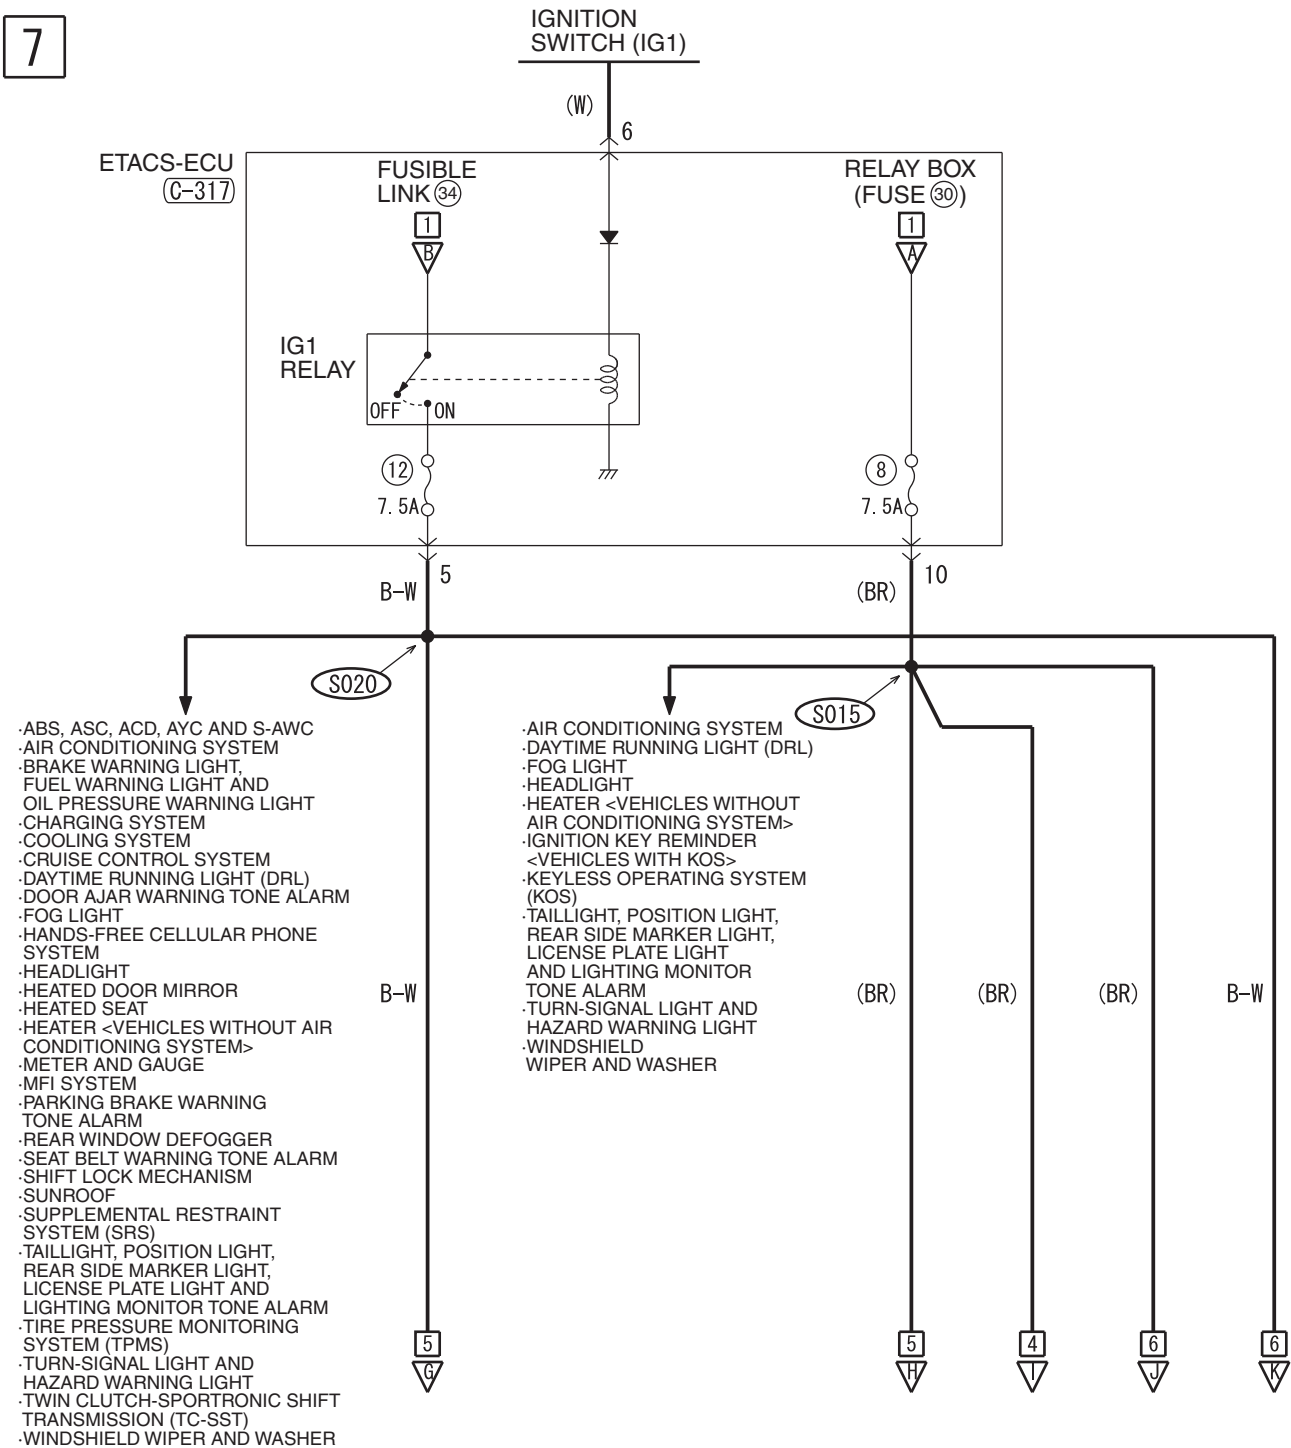 7
IGNITION
SWITCH (IG1)
(W)
6
ETACS-ECU
(C-317)
FUSIBLE
LINK 34
1
B
RELAY BOX
(FUSE 30)
1
A
IG1
RELAY
OFF ON
12
7. 5A
8
7. 5A
5
B-W
10
(BR)
S020
S015
·ABS, ASC, ACD, AYC AND S-AWC
·AIR CONDITIONING SYSTEM
·BRAKE WARNING LIGHT,
FUEL WARNING LIGHT AND
OIL PRESSURE WARNING LIGHT
·CHARGING SYSTEM
·COOLING SYSTEM
·CRUISE CONTROL SYSTEM
·DAYTIME RUNNING LIGHT (DRL)
·DOOR AJAR WARNING TONE ALARM
·FOG LIGHT
·HANDS-FREE CELLULAR PHONE
SYSTEM
·HEADLIGHT
·HEATED DOOR MIRROR
·HEATED SEAT
·HEATER <VEHICLES WITHOUT AIR
CONDITIONING SYSTEM>
·METER AND GAUGE
·MFI SYSTEM
·PARKING BRAKE WARNING
TONE ALARM
·REAR WINDOW DEFOGGER
·SEAT BELT WARNING TONE ALARM
·SHIFT LOCK MECHANISM
·SUNROOF
·SUPPLEMENTAL RESTRAINT
SYSTEM (SRS)
·TAILLIGHT, POSITION LIGHT,
REAR SIDE MARKER LIGHT,
LICENSE PLATE LIGHT AND
LIGHTING MONITOR TONE ALARM
·TIRE PRESSURE MONITORING
SYSTEM (TPMS)
·TURN-SIGNAL LIGHT AND
HAZARD WARNING LIGHT
·TWIN CLUTCH-SPORTRONIC SHIFT
TRANSMISSION (TC-SST)
·WINDSHIELD WIPER AND WASHER
·AIR CONDITIONING SYSTEM
·DAYTIME RUNNING LIGHT (DRL)
·FOG LIGHT
·HEADLIGHT
·HEATER <VEHICLES WITHOUT
AIR CONDITIONING SYSTEM>
·IGNITION KEY REMINDER
<VEHICLES WITH KOS>
·KEYLESS OPERATING SYSTEM
(KOS)
·TAILLIGHT, POSITION LIGHT,
REAR SIDE MARKER LIGHT,
LICENSE PLATE LIGHT
AND LIGHTING MONITOR
TONE ALARM
·TURN-SIGNAL LIGHT AND
HAZARD WARNING LIGHT
·WINDSHIELD
WIPER AND WASHER
B-W
(BR)
(BR)
(BR)
B-W
5
G
5
H
4
I
6
J
6
K